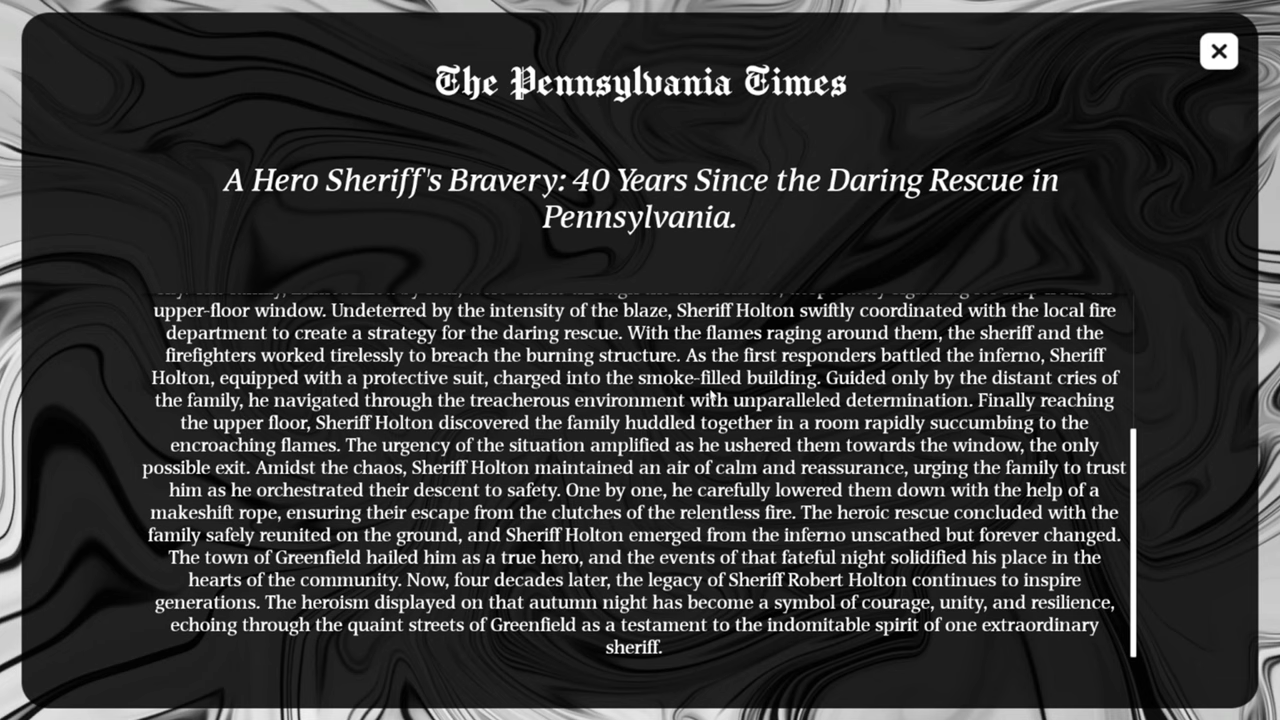 The Pennsylvania Times
A Hero Sheriff's Bravery: 40 Years Since the Daring Rescue in
Pennsylvania.
upper-floor window. Undeterred by the intensity of the blaze, Sheriff Holton swiftly coordinated with the local fire
department to create a strategy for the daring rescue. With the flames raging around them, the sheriff and the
firefighters worked tirelessly to breach the burning structure. As the first responders battled the inferno, Sheriff
Holton, equipped with a protective suit, charged into the smoke-filled building. Guided only by the distant cries of
the family, he navigated through the treacherous environment with unparalleled determination. Finally reaching
the upper floor, Sheriff Holton discovered the family huddled together in a room rapidly succumbing to the
encroaching flames. The urgency of the situation amplified as he ushered them towards the window, the only
possible exit. Amidst the chaos, Sheriff Holton maintained an air of calm and reassurance, urging the family to trust
him as he orchestrated their descent to safety. One by one, he carefully lowered them down with the help of a
makeshift rope, ensuring their escape from the clutches of the relentless fire. The heroic rescue concluded with the
family safely reunited on the ground, and Sheriff Holton emerged from the inferno unscathed but forever changed.
The town of Greenfield hailed him as a true hero, and the events of that fateful night solidified his place in the
hearts of the community. Now, four decades later, the legacy of Sheriff Robert Holton continues to inspire
generations. The heroism displayed on that autumn night has become a symbol of courage, unity, and resilience,
echoing through the quaint streets of Greenfield as a testament to the indomitable spirit of one extraordinary
sheriff.